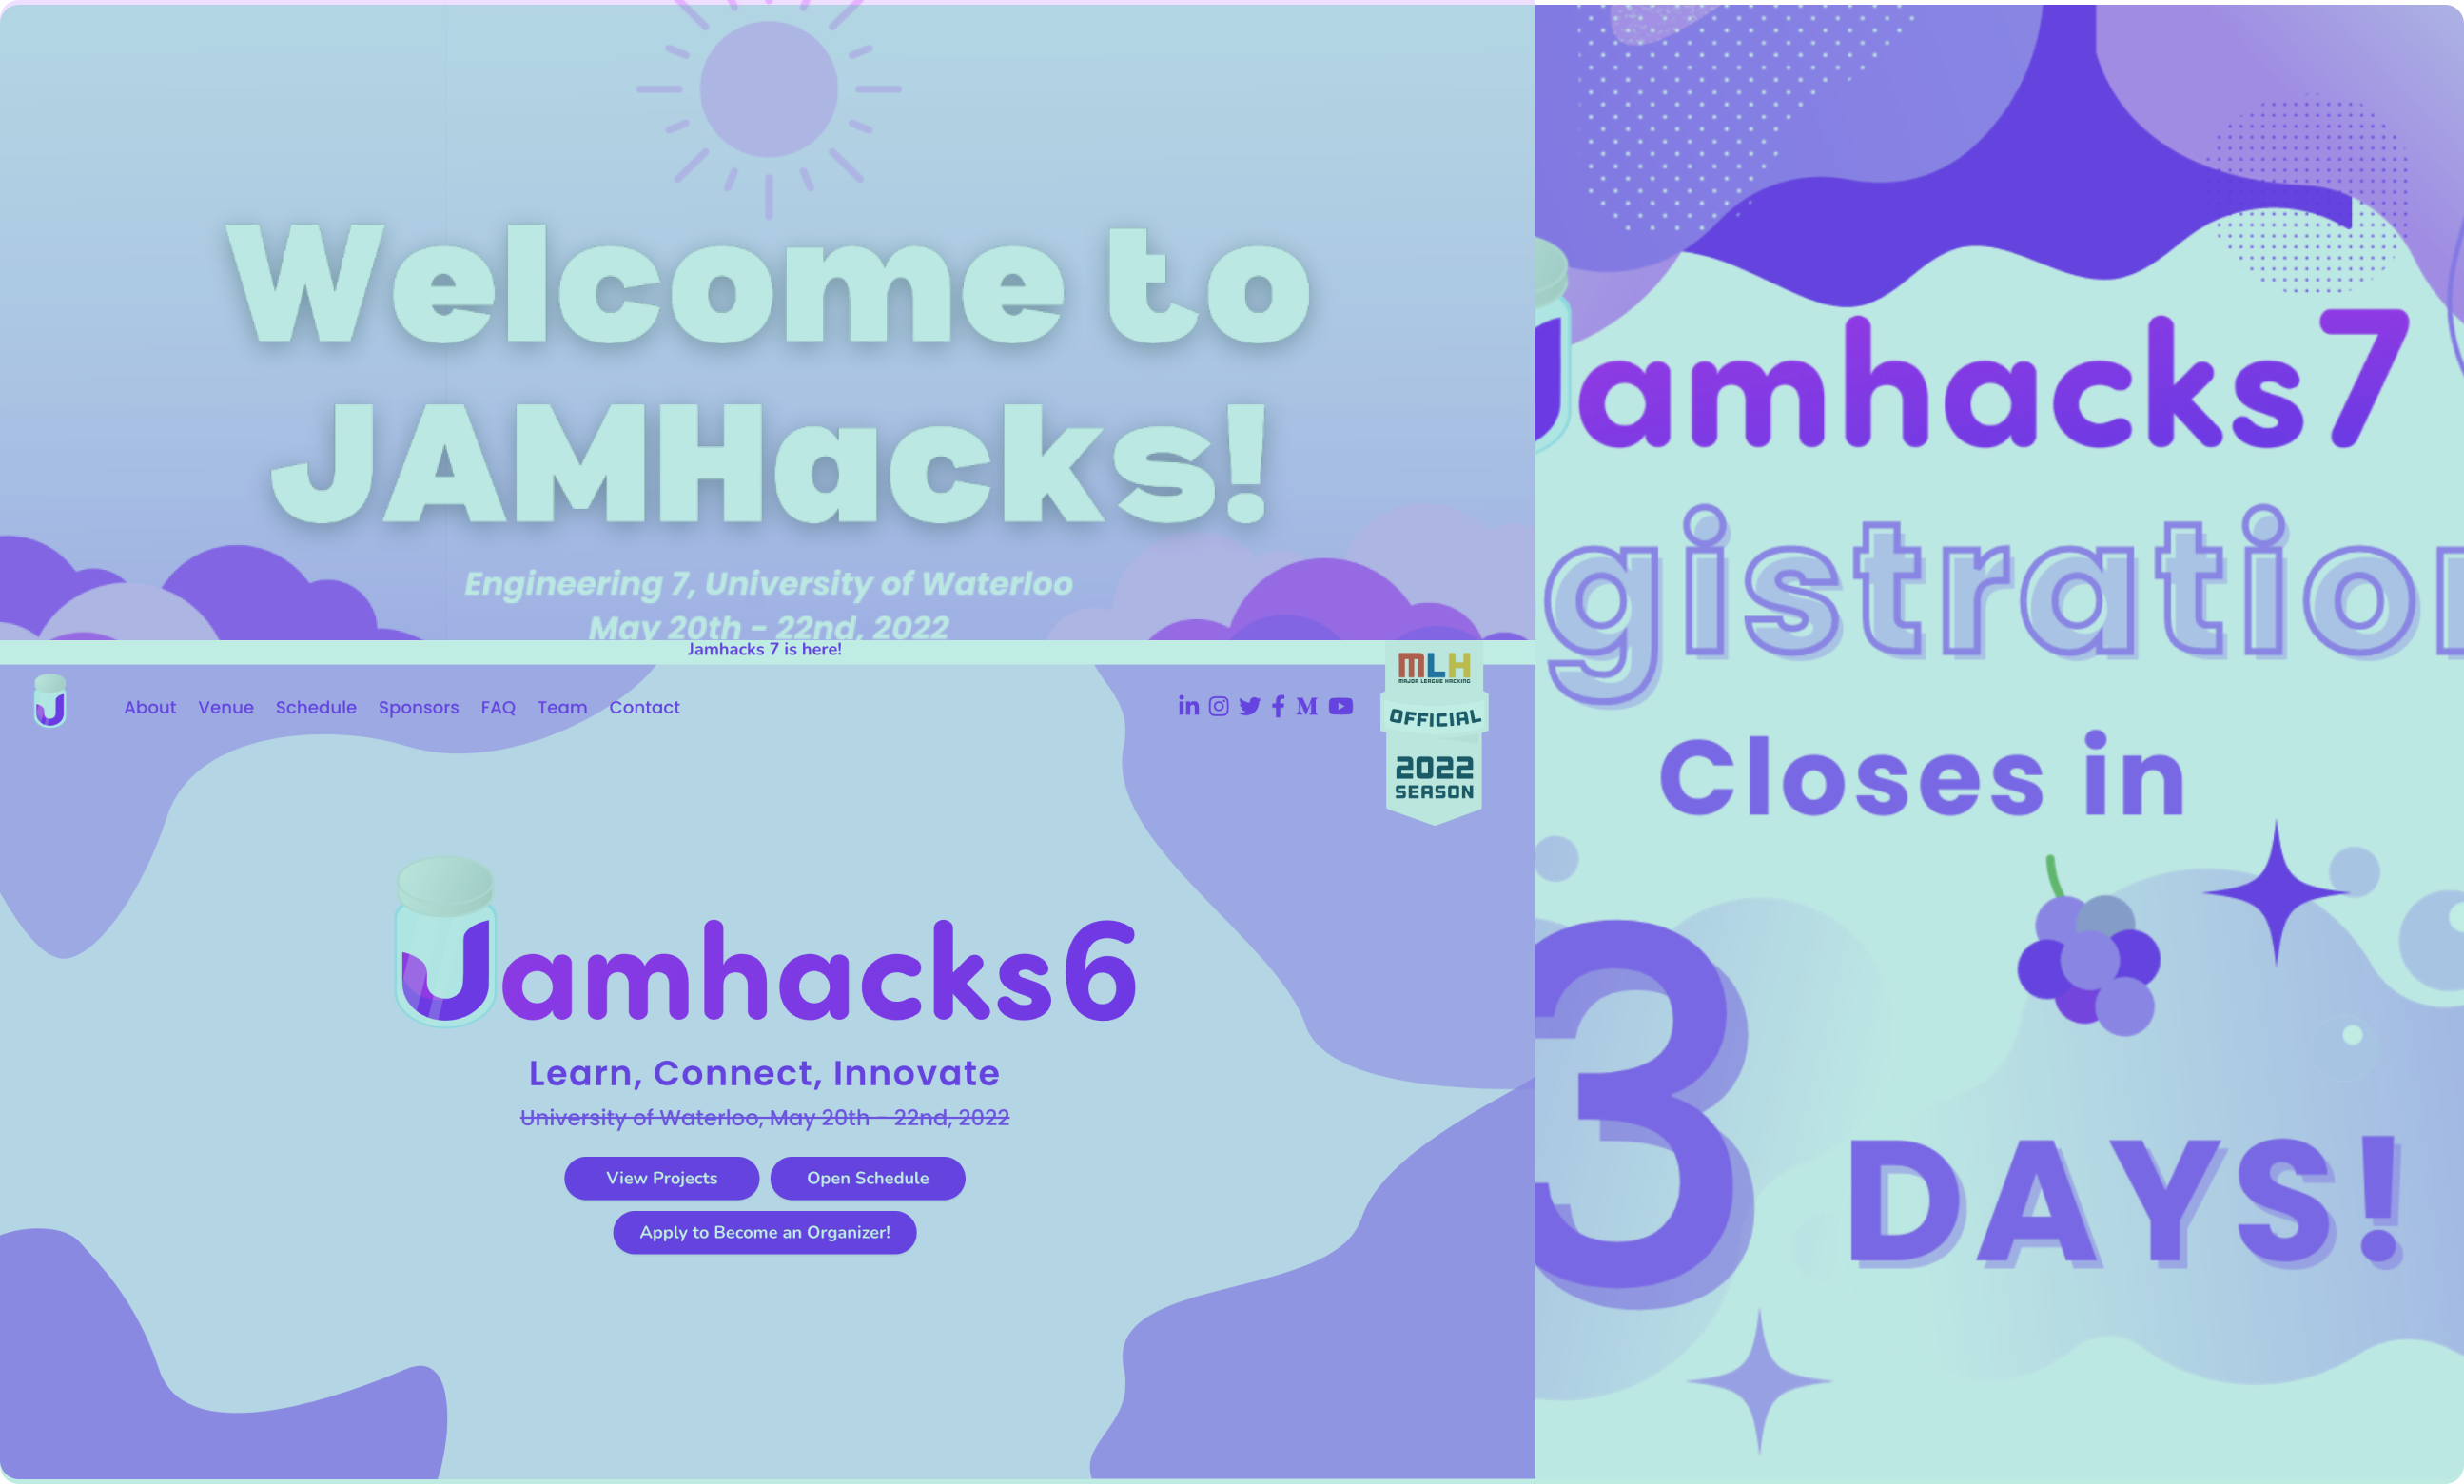 Welcome to
JAMHacks!
Engineering 7, University of Waterloo
May 20th - 22nd, 2022
Jamhacks 7 is here!
About Venue Schedule Sponsors FAQ Team Contact
MLH
MAJOR LEAGUE HACKING
OFFICIAL
2022
SEASON
Jamhacks6
Learn, Connect, Innovate
University of Waterloo, May 20th - 22nd, 2022
View Projects Open Schedule
Apply to Become an Organizer!
Jamhacks7
gistration
Closes in
3 DAYS!